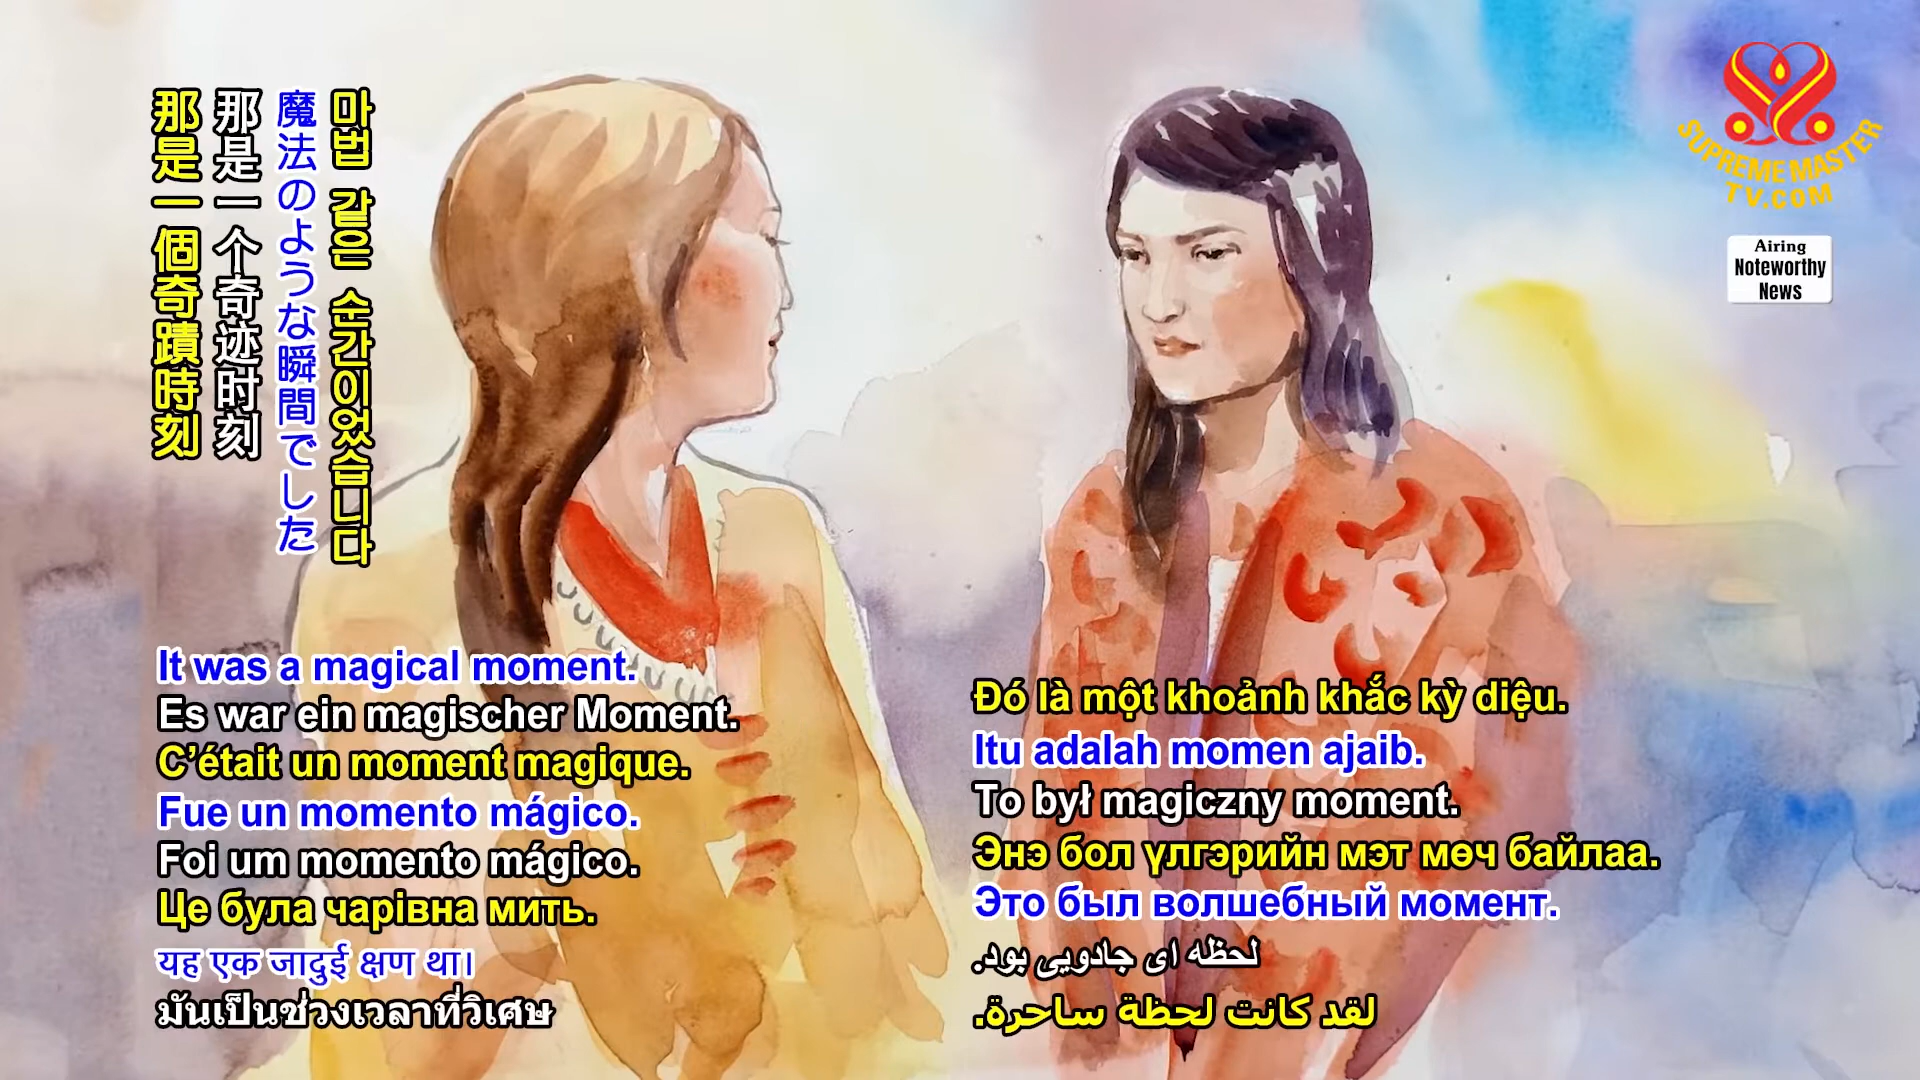 那是一個奇蹟時刻
那是一个奇迹时刻
魔法のような瞬間でした
마법 같은 순간이었습니다
It was a magical moment.
Es war ein magischer Moment.
C’était un moment magique.
Fue un momento mágico.
Foi um momento mágico.
Це була чарівна мить.
यह एक जादुई क्षण था।
มันเป็นช่วงเวลาที่วิเศษ
Đó là một khoảnh khắc kỳ diệu.
Itu adalah momen ajaib.
To był magiczny moment.
Энэ бол үлгэрийн мэт мөч байлаа.
Это был волшебный момент.
لحظه ای جادویی بود.
لقد كانت لحظة ساحرة.
SUPREME MASTER
TV.COM
Airing
Noteworthy
News